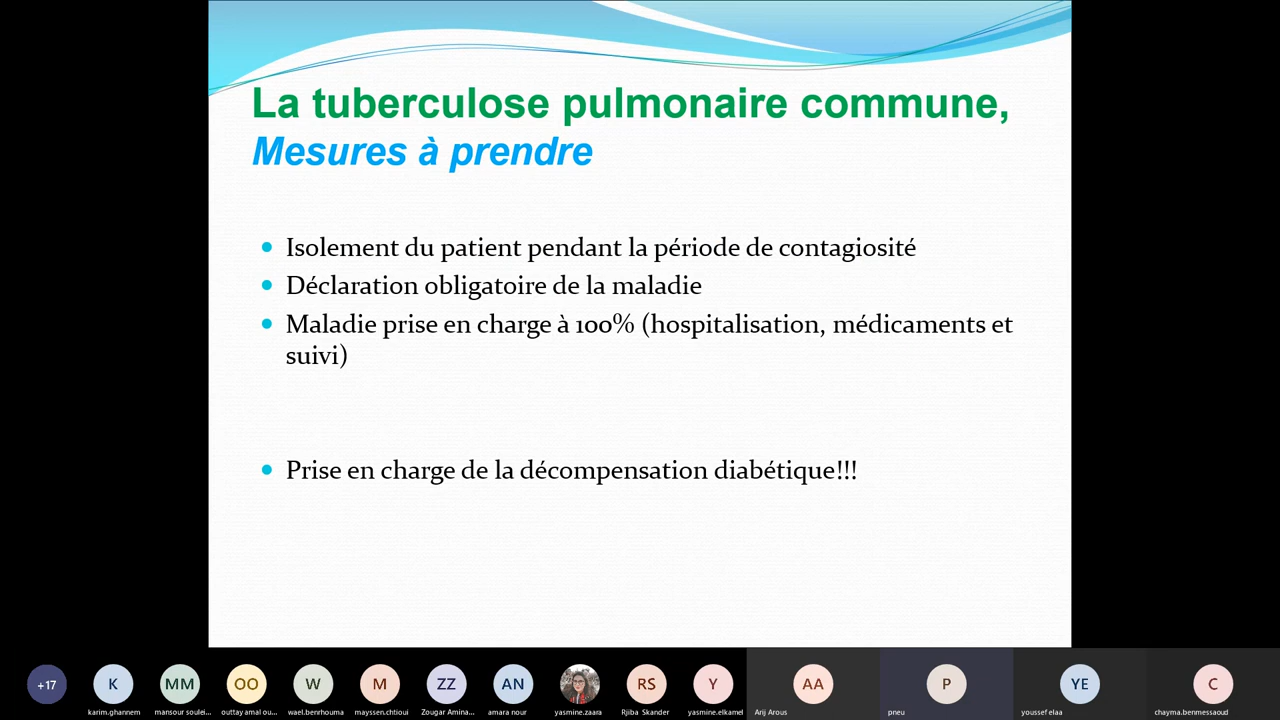 La tuberculose pulmonaire commune,
Mesures à prendre
Isolement du patient pendant la période de contagiosité
Déclaration obligatoire de la maladie
Maladie prise en charge à 100% (hospitalisation, médicaments et
suivi)
Prise en charge de la décompensation diabétique!!!
+17 K MM OO W M ZZ AN RS Y AA P YE C
karim.ghannem mansour soulei... outtay amal ou... wael.benrhouma mayssen.chtioui Zougar Amina... amara nour yasmine.zaara Rjiba Skander yasmine.elkamel Arij Arous pneu youssef elaa chayma.benmessaoud